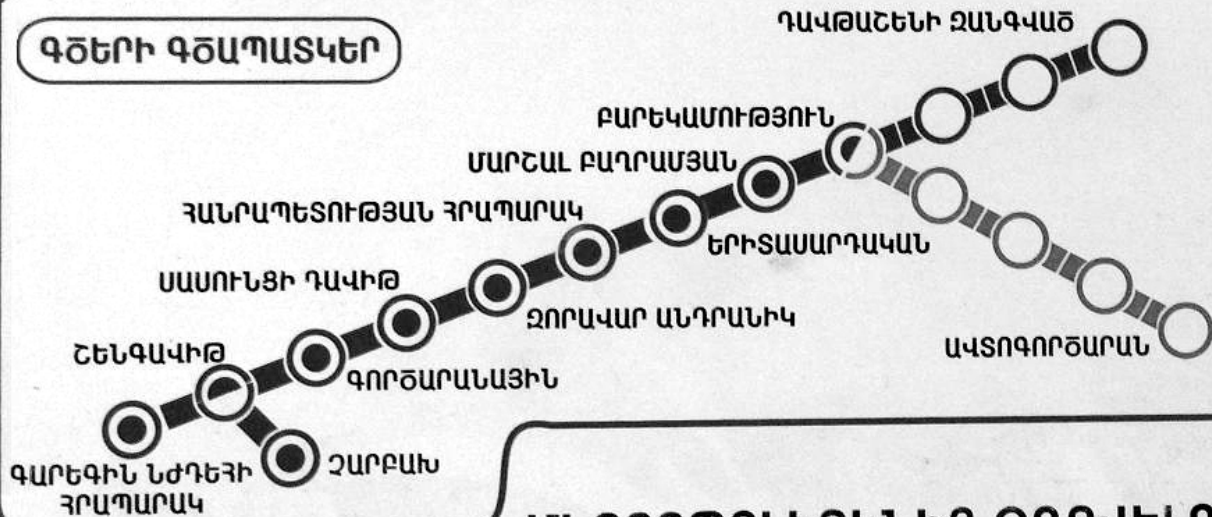 ԳԾԵՐԻ ԳԾԱՊԱՏԿԵՐ
ԴԱՎԹԱՇԵՆԻ ԶԱՆԳՎԱԾ
ԲԱՐԵԿԱՄՈՒԹՅՈՒՆ
ՄԱՐՇԱԼ ԲԱՂՐԱՄՅԱՆ
ՀԱՆՐԱՊԵՏՈՒԹՅԱՆ ՀՐԱՊԱՐԱԿ
ԵՐԻՏԱՍԱՐԴԱԿԱՆ
ՍԱՍՈՒՆՑԻ ԴԱՎԻԹ
ԶՈՐԱՎԱՐ ԱՆԴՐԱՆԻԿ
ՇԵՆԳԱՎԻԹ
ԱՎՏՈԳՈՐԾԱՐԱՆ
ԳՈՐԾԱՐԱՆԱՅԻՆ
ԳԱՐԵԳԻՆ ՆԺԴԵՀԻ
ՀՐԱՊԱՐԱԿ
ՉԱՐԲԱԽ